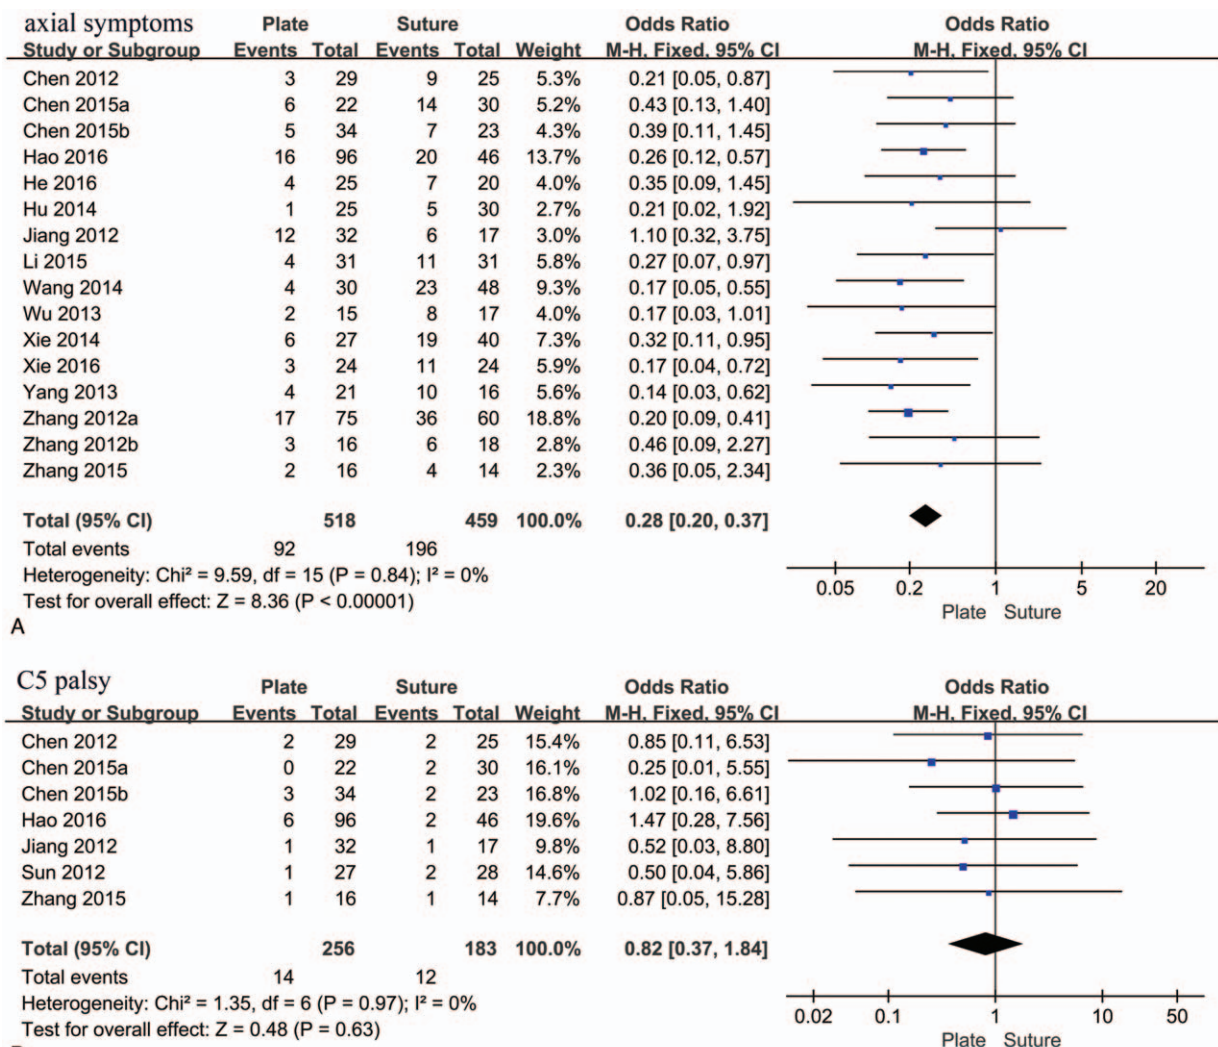 axial symptoms Plate Suture Odds Ratio Odds Ratio
Study or Subgroup Events Total Events Total Weight M-H, Fixed, 95% CI M-H, Fixed, 95% CI
Chen 2012 3 29 9 25 5.3% 0.21 [0.05, 0.87]
Chen 2015a 6 22 14 30 5.2% 0.43 [0.13, 1.40]
Chen 2015b 5 34 7 23 4.3% 0.39 [0.11, 1.45]
Hao 2016 16 96 20 46 13.7% 0.26 [0.12, 0.57]
He 2016 4 25 7 20 4.0% 0.35 [0.09, 1.45]
Hu 2014 1 25 5 30 2.7% 0.21 [0.02, 1.92]
Jiang 2012 12 32 6 17 3.0% 1.10 [0.32, 3.75]
Li 2015 4 31 11 31 5.8% 0.27 [0.07, 0.97]
Wang 2014 4 30 23 48 9.3% 0.17 [0.05, 0.55]
Wu 2013 2 15 8 17 4.0% 0.17 [0.03, 1.01]
Xie 2014 6 27 19 40 7.3% 0.32 [0.11, 0.95]
Xie 2016 3 24 11 24 5.9% 0.17 [0.04, 0.72]
Yang 2013 4 21 10 16 5.6% 0.14 [0.03, 0.62]
Zhang 2012a 17 75 36 60 18.8% 0.20 [0.09, 0.41]
Zhang 2012b 3 16 6 18 2.8% 0.46 [0.09, 2.27]
Zhang 2015 2 16 4 14 2.3% 0.36 [0.05, 2.34]
Total (95% CI) 518 459 100.0% 0.28 [0.20, 0.37]
Total events 92 196
Heterogeneity: Chi² = 9.59, df = 15 (P = 0.84); I² = 0%
Test for overall effect: Z = 8.36 (P < 0.00001)
0.05 0.2 1 5 20
Plate Suture
A
C5 palsy Plate Suture Odds Ratio Odds Ratio
Study or Subgroup Events Total Events Total Weight M-H, Fixed, 95% CI M-H, Fixed, 95% CI
Chen 2012 2 29 2 25 15.4% 0.85 [0.11, 6.53]
Chen 2015a 0 22 2 30 16.1% 0.25 [0.01, 5.55]
Chen 2015b 3 34 2 23 16.8% 1.02 [0.16, 6.61]
Hao 2016 6 96 2 46 19.6% 1.47 [0.28, 7.56]
Jiang 2012 1 32 1 17 9.8% 0.52 [0.03, 8.80]
Sun 2012 1 27 2 28 14.6% 0.50 [0.04, 5.86]
Zhang 2015 1 16 1 14 7.7% 0.87 [0.05, 15.28]
Total (95% CI) 256 183 100.0% 0.82 [0.37, 1.84]
Total events 14 12
Heterogeneity: Chi² = 1.35, df = 6 (P = 0.97); I² = 0%
Test for overall effect: Z = 0.48 (P = 0.63)
0.02 0.1 1 10 50
Plate Suture